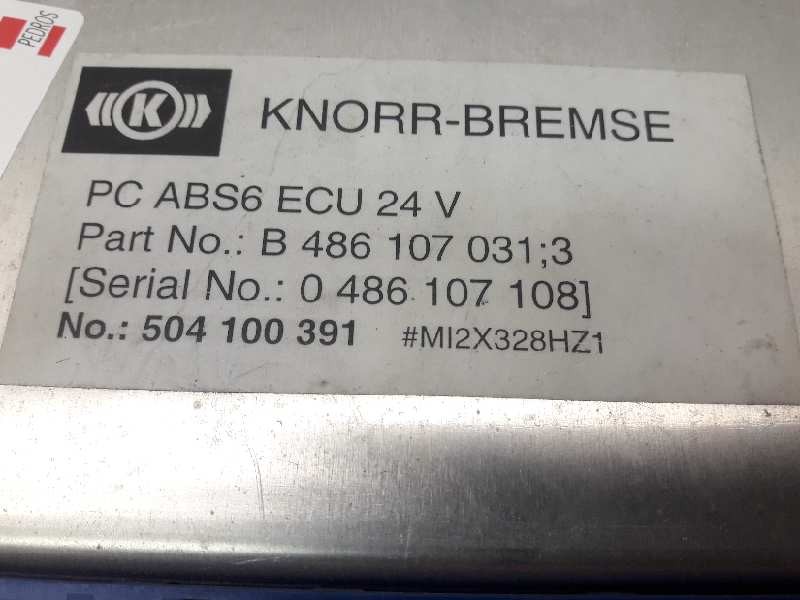 PEDROS
K
KNORR-BREMSE
PC ABS6 ECU 24 V
Part No.: B 486 107 031;3
[Serial No.: 0 486 107 108]
No.: 504 100 391 #MI2X328HZ1